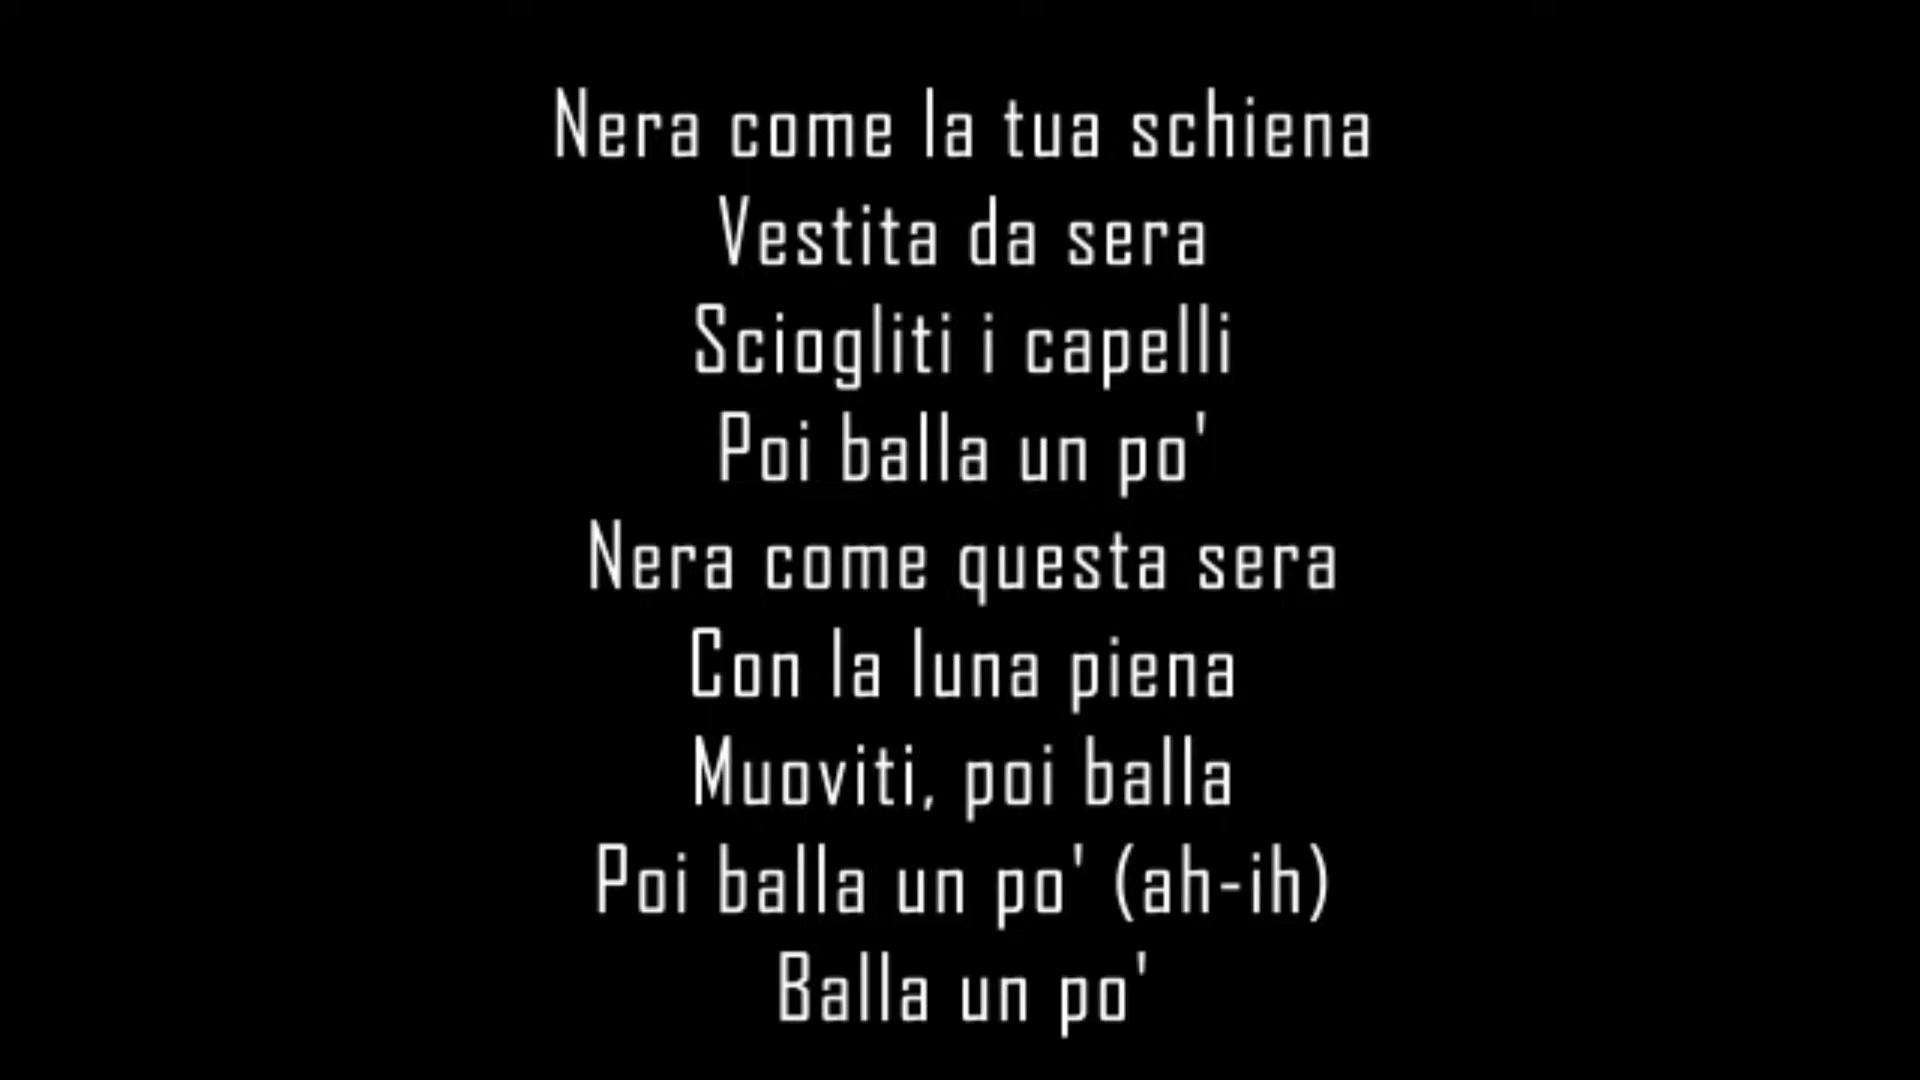 Nera come la tua schiena
Vestita da sera
Sciogliti i capelli
Poi balla un po'
Nera come questa sera
Con la luna piena
Muoviti, poi balla
Poi balla un po' (ah-ih)
Balla un po'